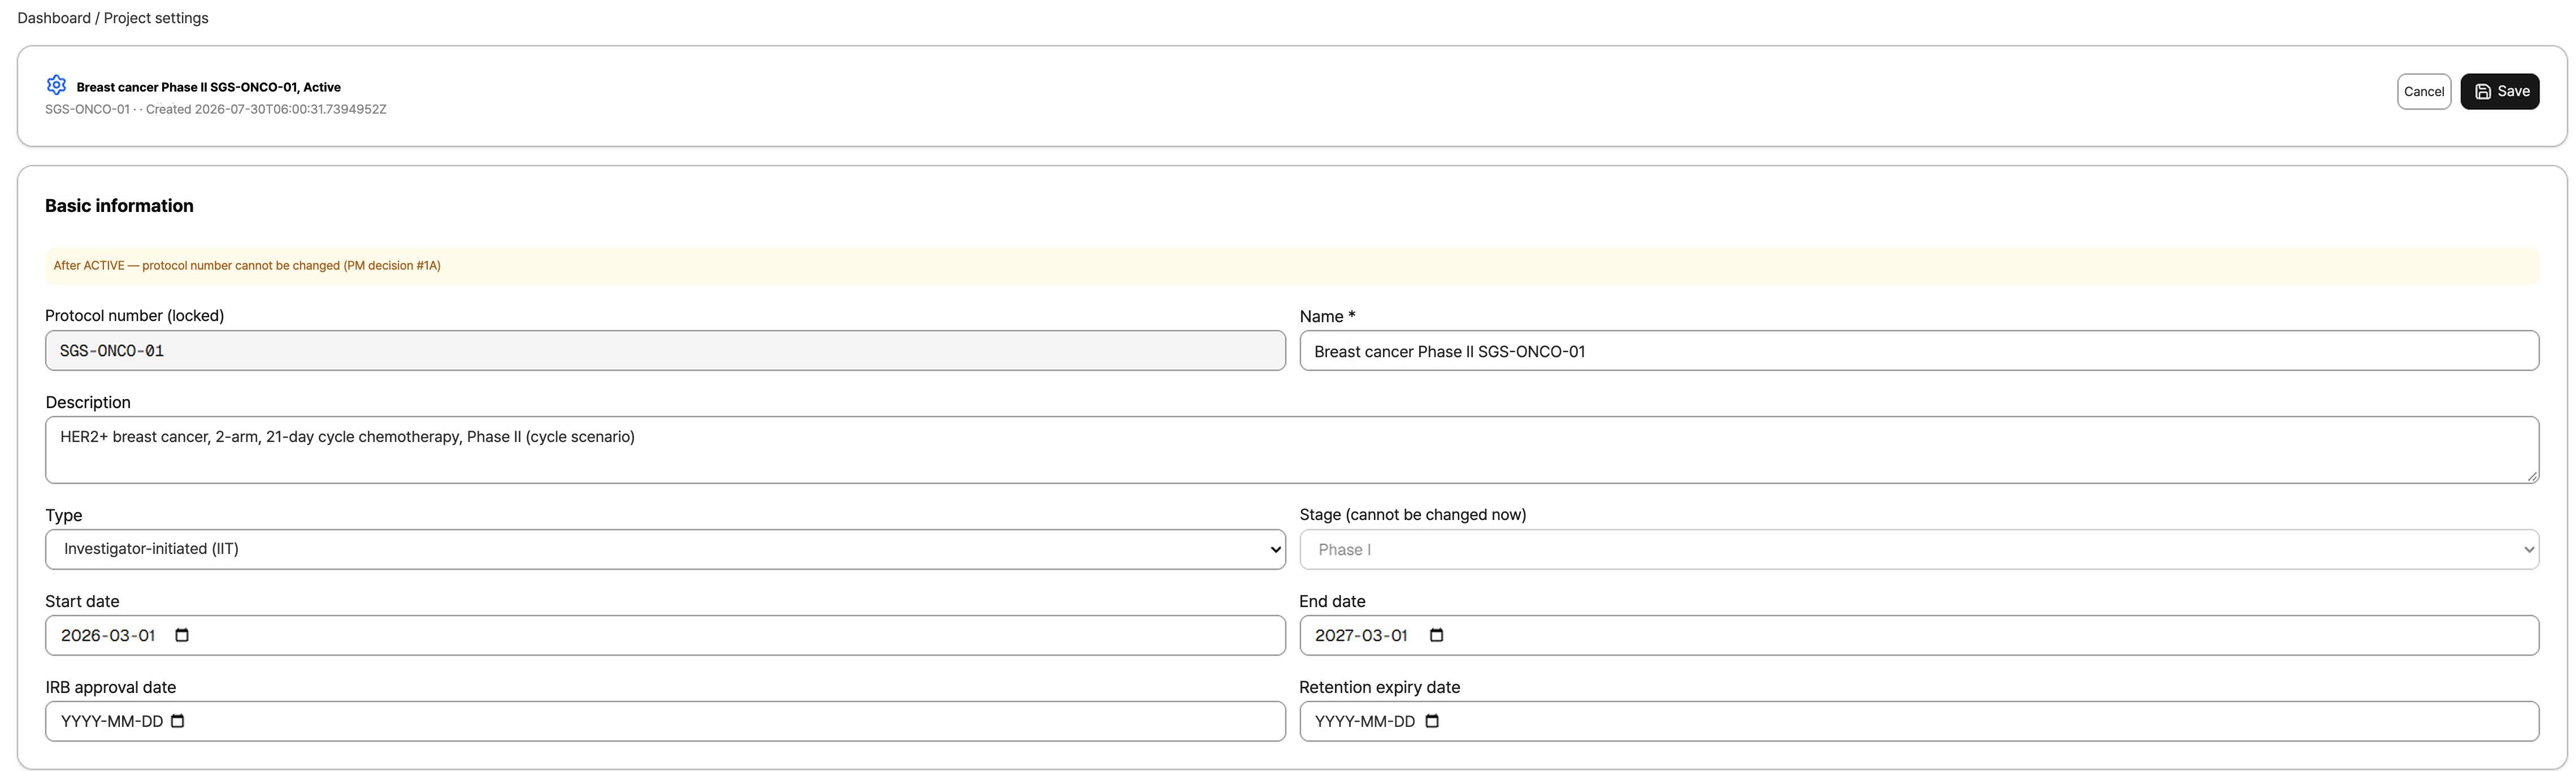 Dashboard / Project settings
Breast cancer Phase II SGS-ONCO-01, Active
SGS-ONCO-01 · · Created 2026-07-30T06:00:31.7394952Z
Cancel
Save
Basic information
After ACTIVE — protocol number cannot be changed (PM decision #1A)
Protocol number (locked)
SGS-ONCO-01
Name *
Breast cancer Phase II SGS-ONCO-01
Description
HER2+ breast cancer, 2-arm, 21-day cycle chemotherapy, Phase II (cycle scenario)
Type
Investigator-initiated (IIT)
Stage (cannot be changed now)
Phase I
Start date
2026-03-01
End date
2027-03-01
IRB approval date
YYYY-MM-DD
Retention expiry date
YYYY-MM-DD